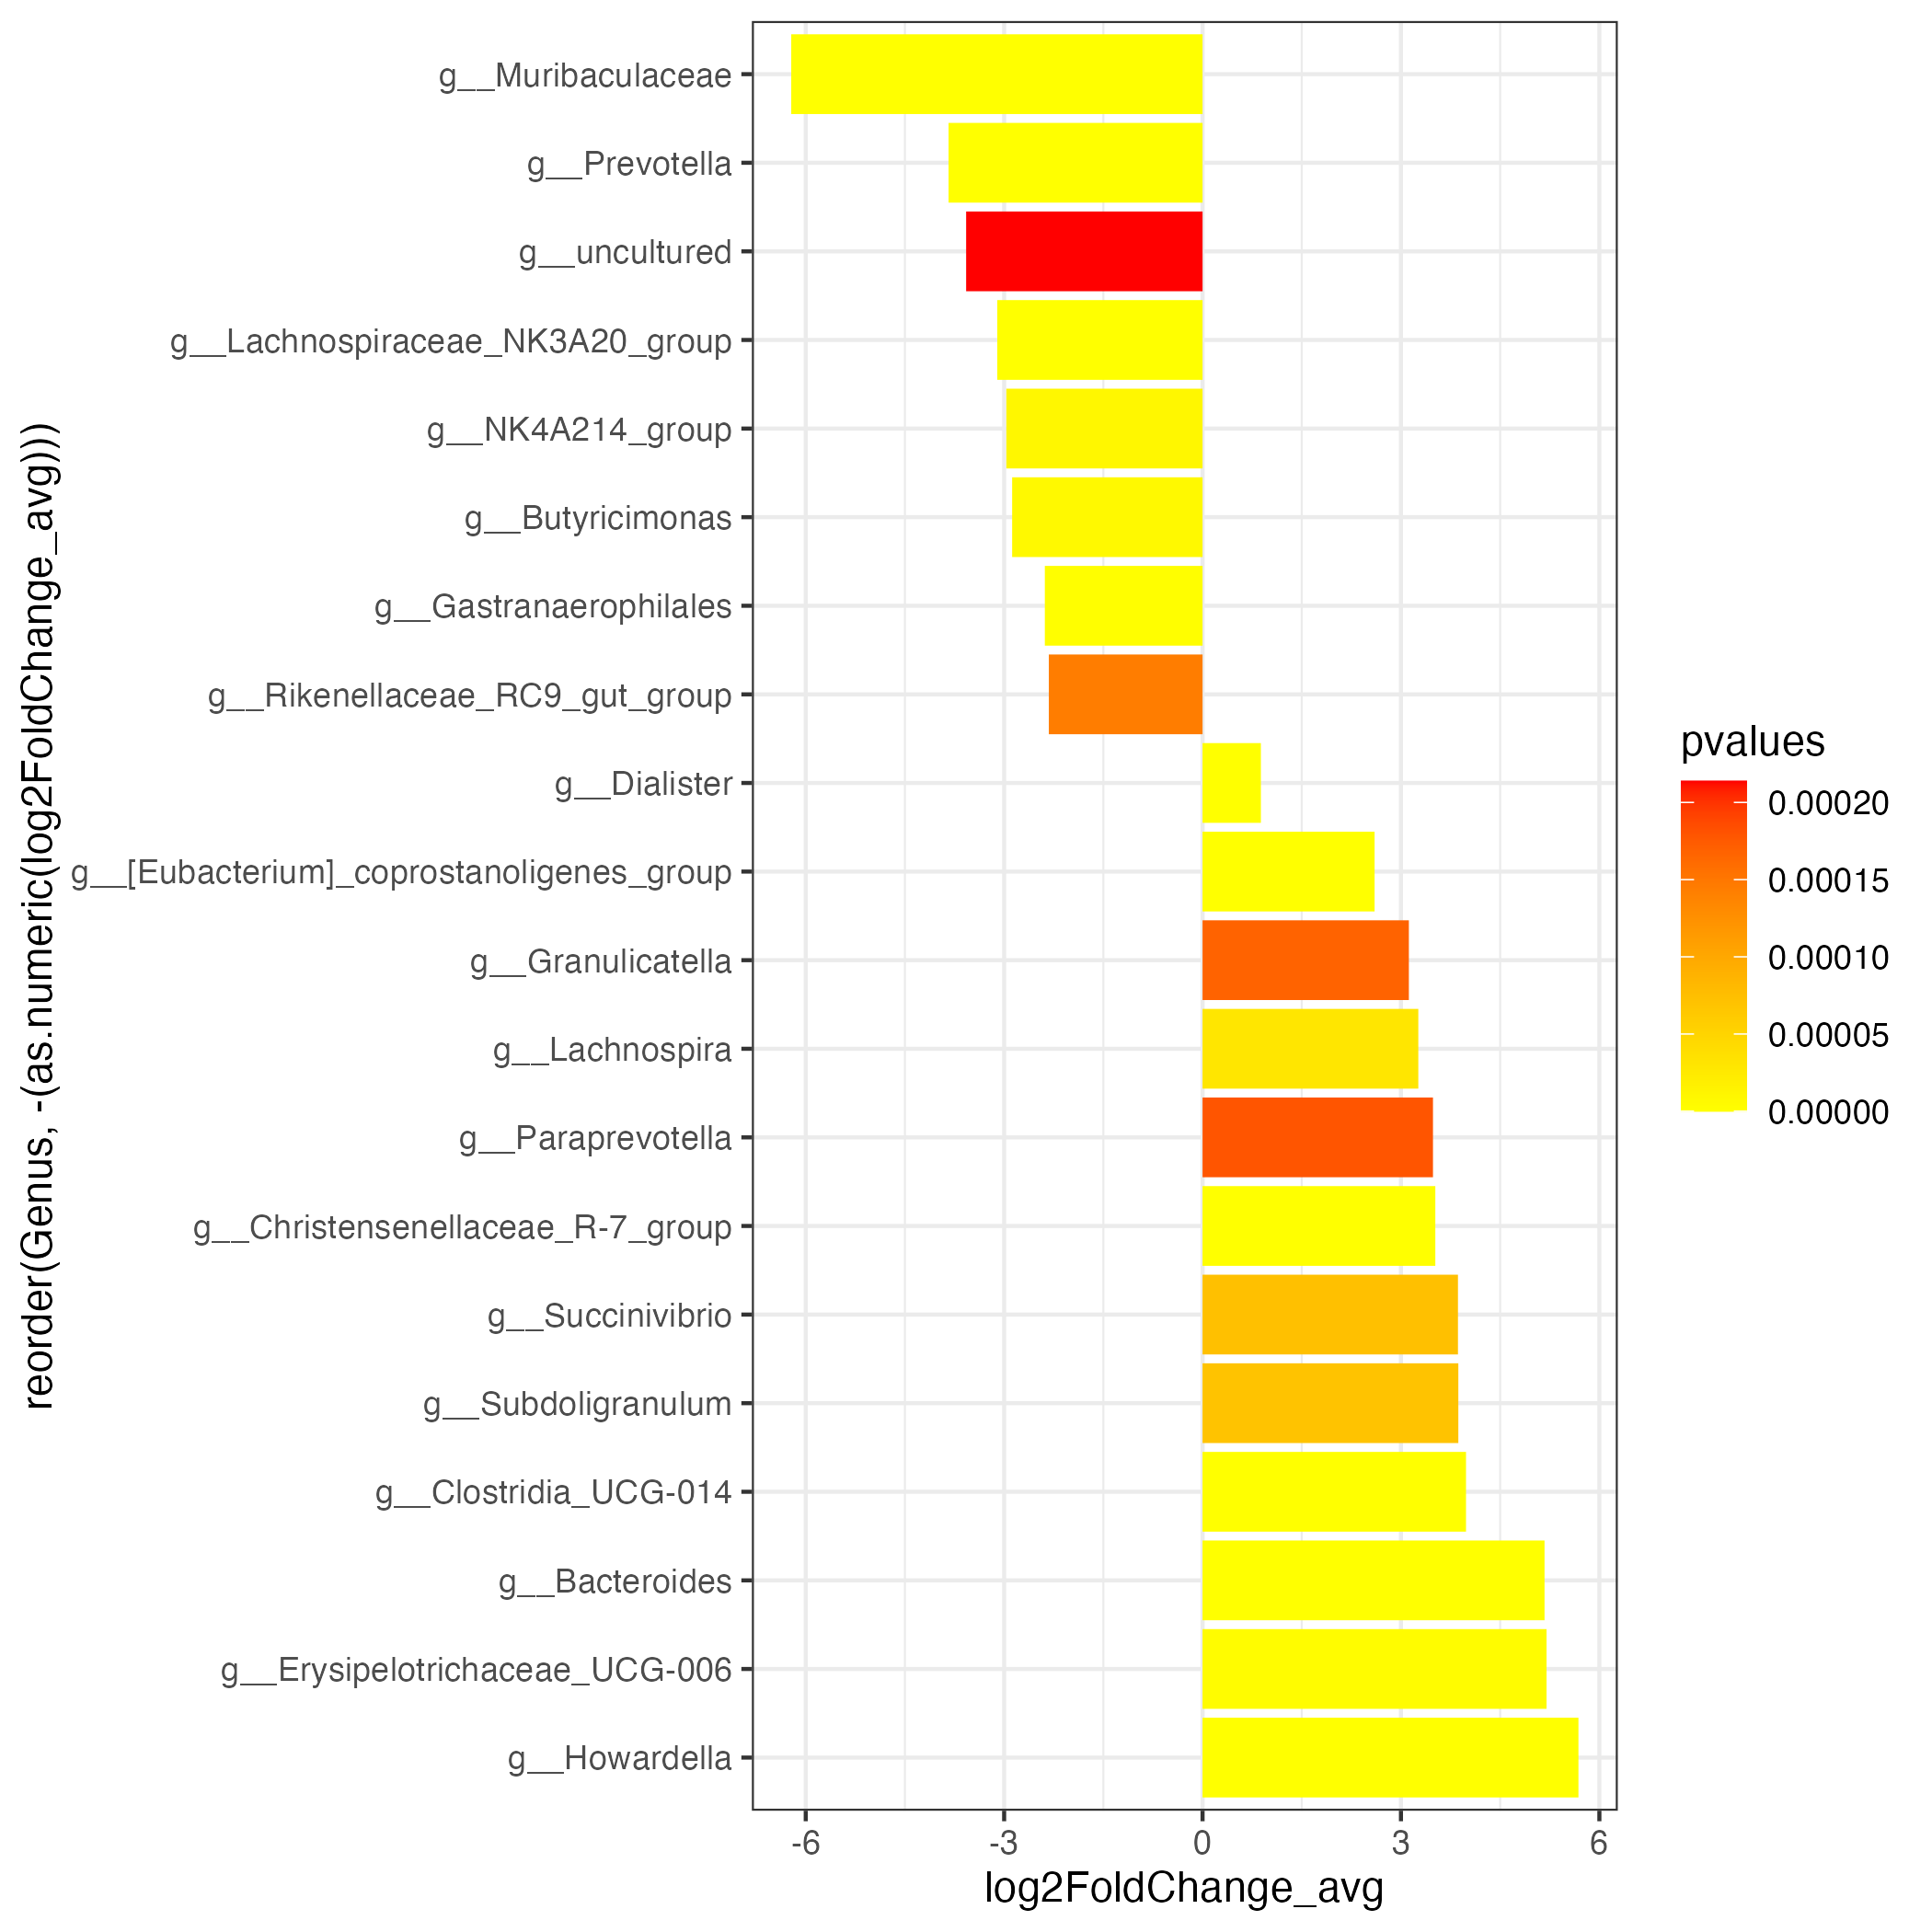 reorder(Genus, -(as.numeric(log2FoldChange_avg)))
g__Muribaculaceae
g__Prevotella
g__uncultured
g__Lachnospiraceae_NK3A20_group
g__NK4A214_group
g__Butyricimonas
g__Gastranaerophilales
g__Rikenellaceae_RC9_gut_group
g__Dialister
g__[Eubacterium]_coprostanoligenes_group
g__Granulicatella
g__Lachnospira
g__Paraprevotella
g__Christensenellaceae_R-7_group
g__Succinivibrio
g__Subdoligranulum
g__Clostridia_UCG-014
g__Bacteroides
g__Erysipelotrichaceae_UCG-006
g__Howardella
-6 -3 0 3 6
log2FoldChange_avg
pvalues
0.00020
0.00015
0.00010
0.00005
0.00000